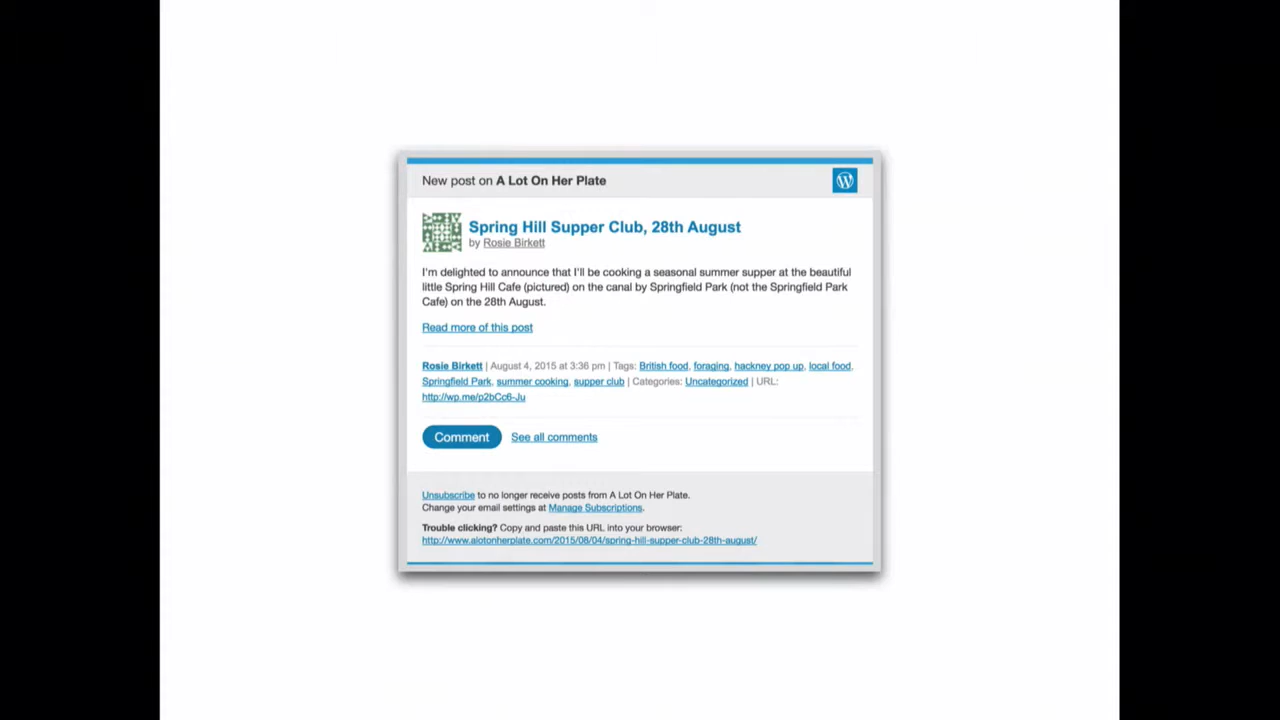 New post on A Lot On Her Plate
Spring Hill Supper Club, 28th August
by Rosie Birkett
I'm delighted to announce that I'll be cooking a seasonal summer supper at the beautiful
little Spring Hill Cafe (pictured) on the canal by Springfield Park (not the Springfield Park
Cafe) on the 28th August.
Read more of this post
Rosie Birkett | August 4, 2015 at 3:36 pm | Tags: British food, foraging, hackney pop up, local food,
Springfield Park, summer cooking, supper club | Categories: Uncategorized | URL:
http://wp.me/p2bCc6-Ju
Comment See all comments
Unsubscribe to no longer receive posts from A Lot On Her Plate.
Change your email settings at Manage Subscriptions.
Trouble clicking? Copy and paste this URL into your browser:
http://www.alotonherplate.com/2015/08/04/spring-hill-supper-club-28th-august/